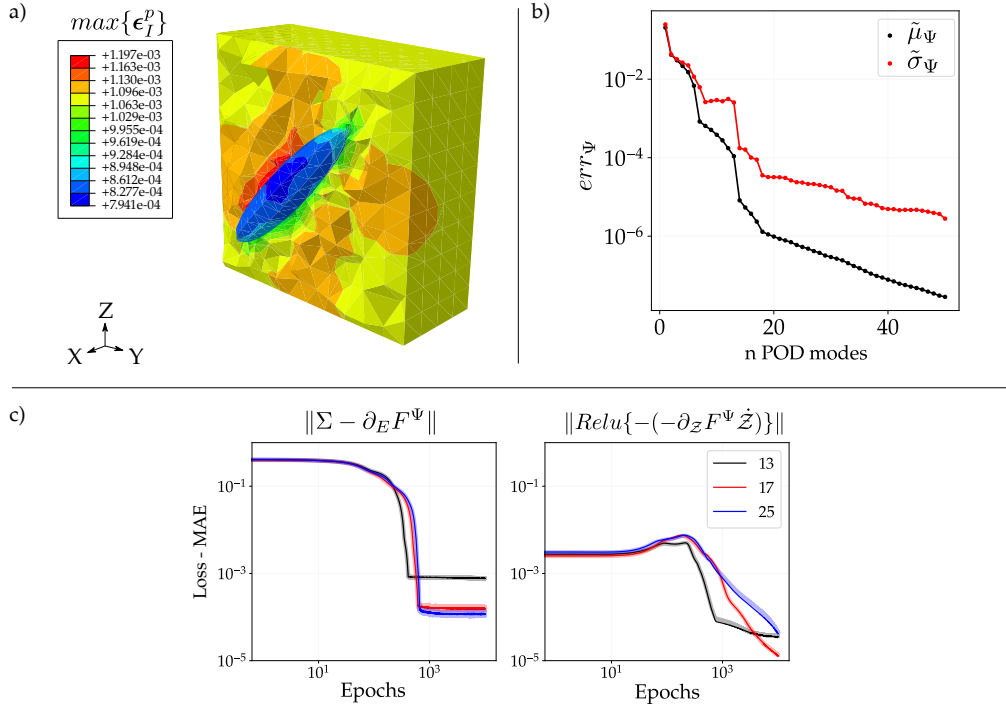 a)
max{ϵ_I^p}
+1.197e-03
+1.163e-03
+1.130e-03
+1.096e-03
+1.063e-03
+1.029e-03
+9.955e-04
+9.619e-04
+9.284e-04
+8.948e-04
+8.612e-04
+8.277e-04
+7.941e-04
Z
X
Y
b)
μ̃_Ψ
σ̃_Ψ
10^{-2}
10^{-4}
10^{-6}
err_Ψ
0
20
40
n POD modes
c)
‖Σ − ∂_E F^Ψ‖
Loss - MAE
10^{-1}
10^{-3}
10^{-5}
10^1
10^3
Epochs
‖Relu{−(−∂_𝒵 F^Ψ 𝒵̇)}‖
13
17
25
10^{-1}
10^{-3}
10^{-5}
10^1
10^3
Epochs